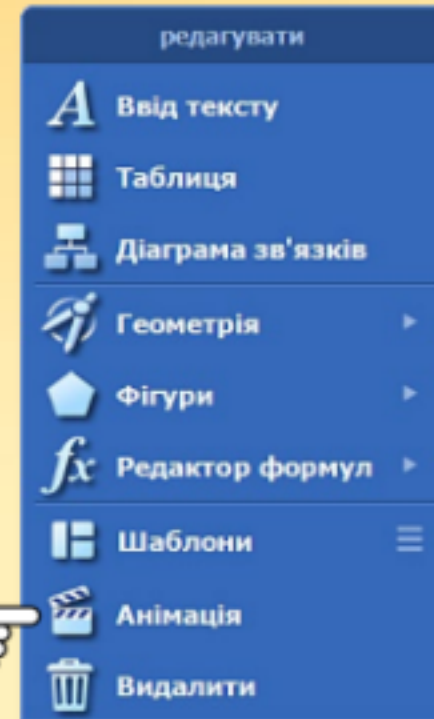 редагувати
Ввід тексту
Таблиця
Діаграма зв'язків
Геометрія
Фігури
Редактор формул
Шаблони
Анімація
Видалити